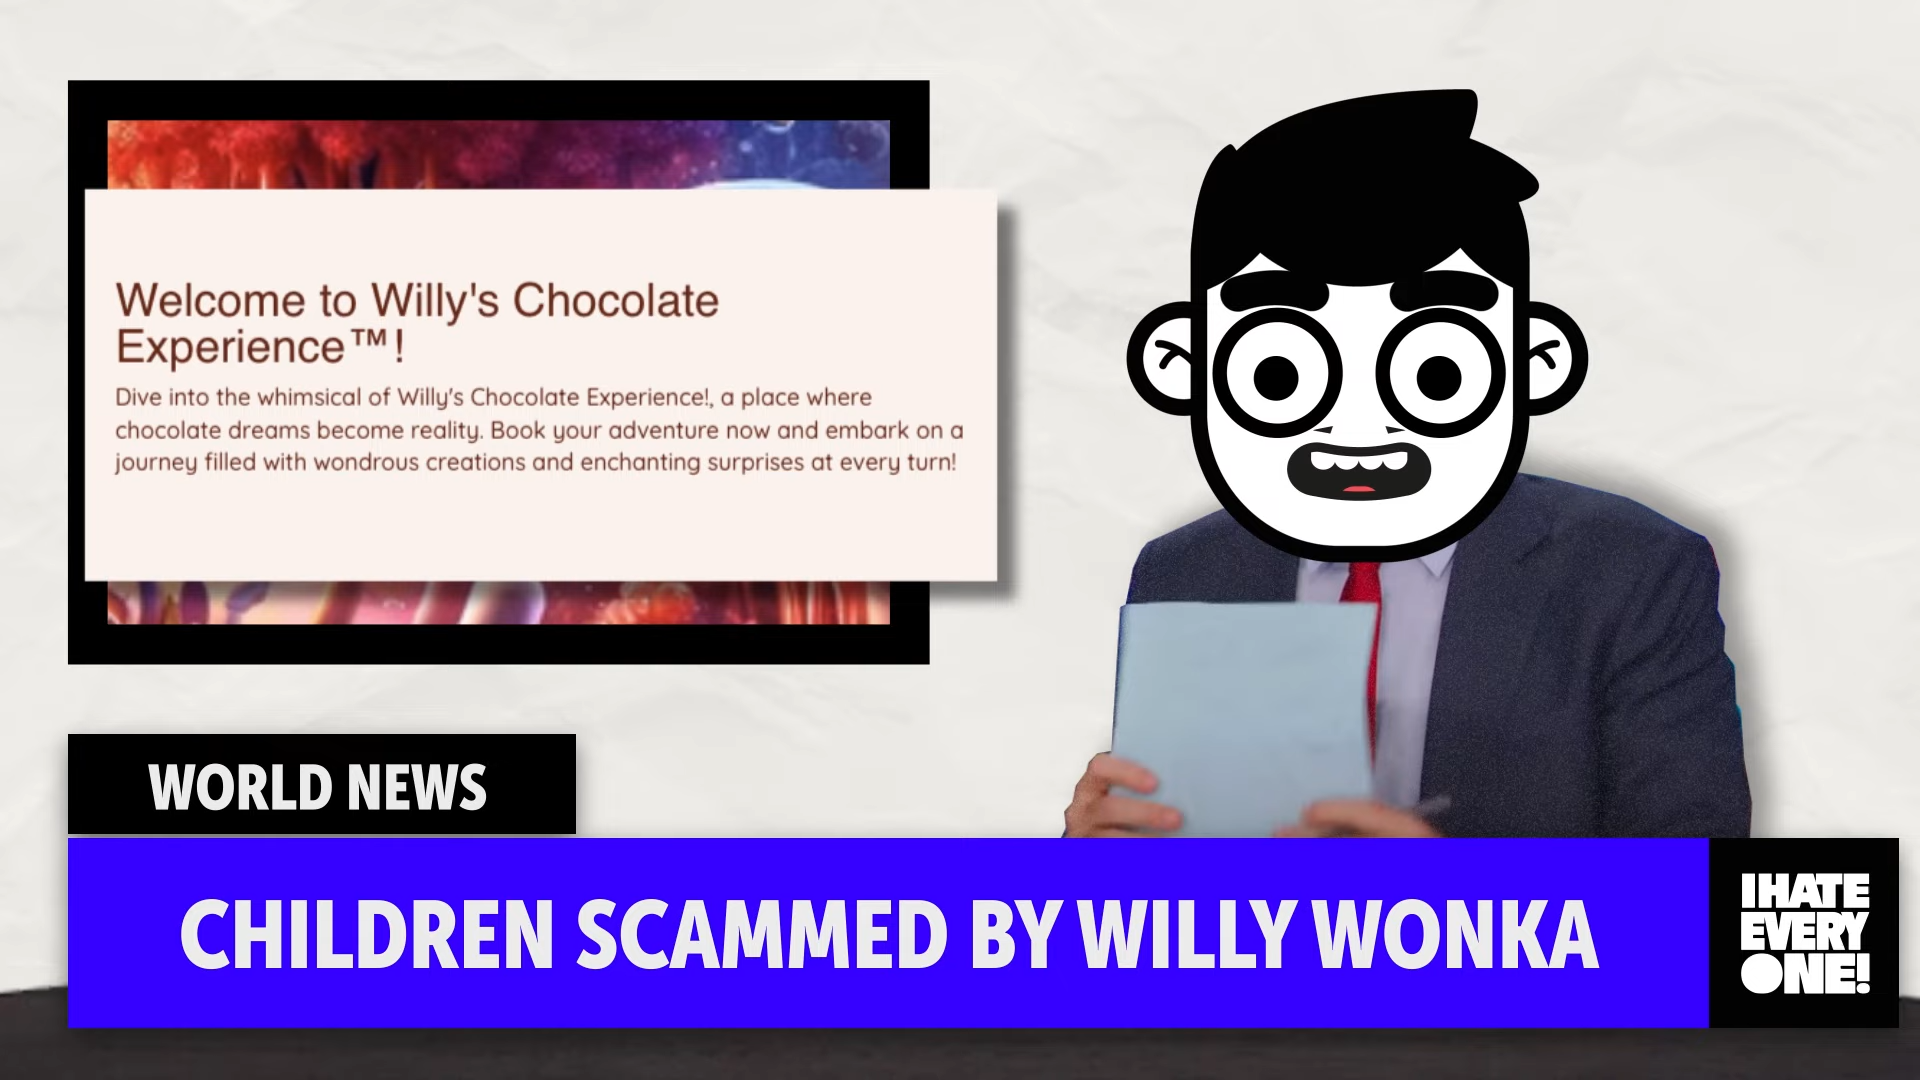 Welcome to Willy's Chocolate
Experience™!
Dive into the whimsical of Willy's Chocolate Experience!, a place where
chocolate dreams become reality. Book your adventure now and embark on a
journey filled with wondrous creations and enchanting surprises at every turn!
WORLD NEWS
CHILDREN SCAMMED BY WILLY WONKA
I HATE
EVERY
ONE!